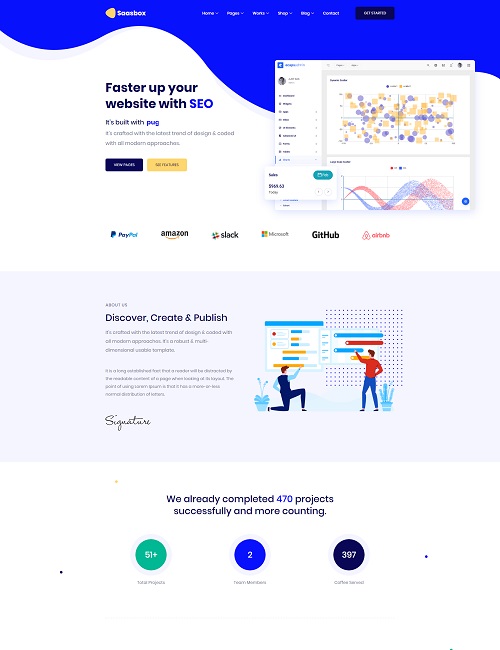 Saasbox
Home Pages Works Shop Blog Contact GET STARTED
Faster up your
website with SEO
It's built with pug
It's crafted with the latest trend of design & coded
with all modern approaches.
VIEW PAGES SEE FEATURES
Dashboard
Widgets
Sales
$969.63
Today
PayPal amazon slack Microsoft GitHub airbnb
ABOUT US
Discover, Create & Publish
It's crafted with the latest trend of design & coded with
all modern approaches. It's a robust & multi-
dimensional usable template.
It is a long established fact that a reader will be distracted by
the readable content of a page when looking at its layout. The
point of using Lorem Ipsum is that it has a more-or-less
normal distribution of letters.
Signature
We already completed 470 projects
successfully and more counting.
51+ 2 397
Total Projects Team Members Coffee Served